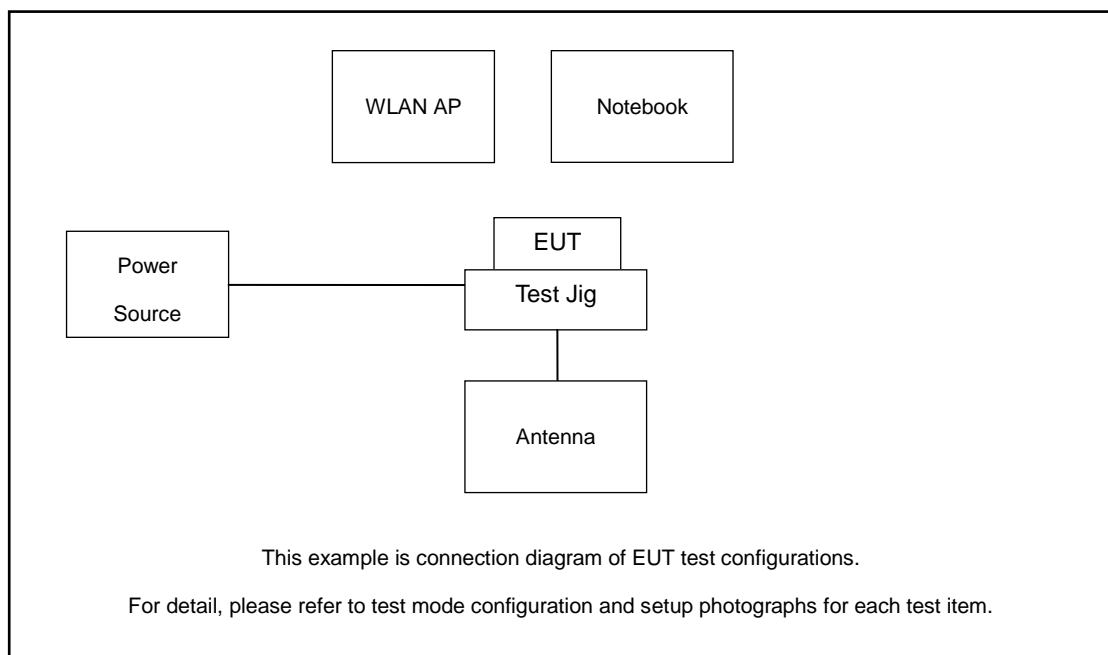 WLAN AP
Notebook
EUT
Power
Source
Test Jig
Antenna
This example is connection diagram of EUT test configurations.
For detail, please refer to test mode configuration and setup photographs for each test item.